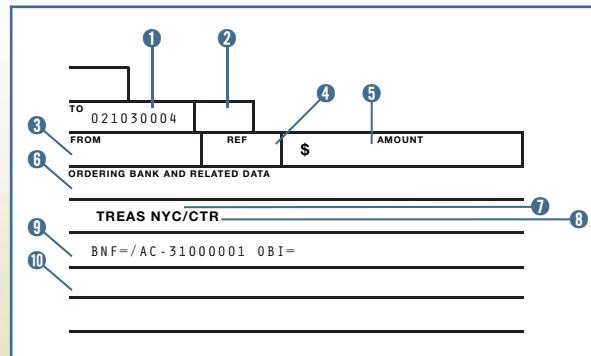 1 2
TO 021030004
3 4 5
FROM REF $ AMOUNT
6
ORDERING BANK AND RELATED DATA
7
TREAS NYC/CTR 8
9
BNF=/AC-31000001 OBI=
10